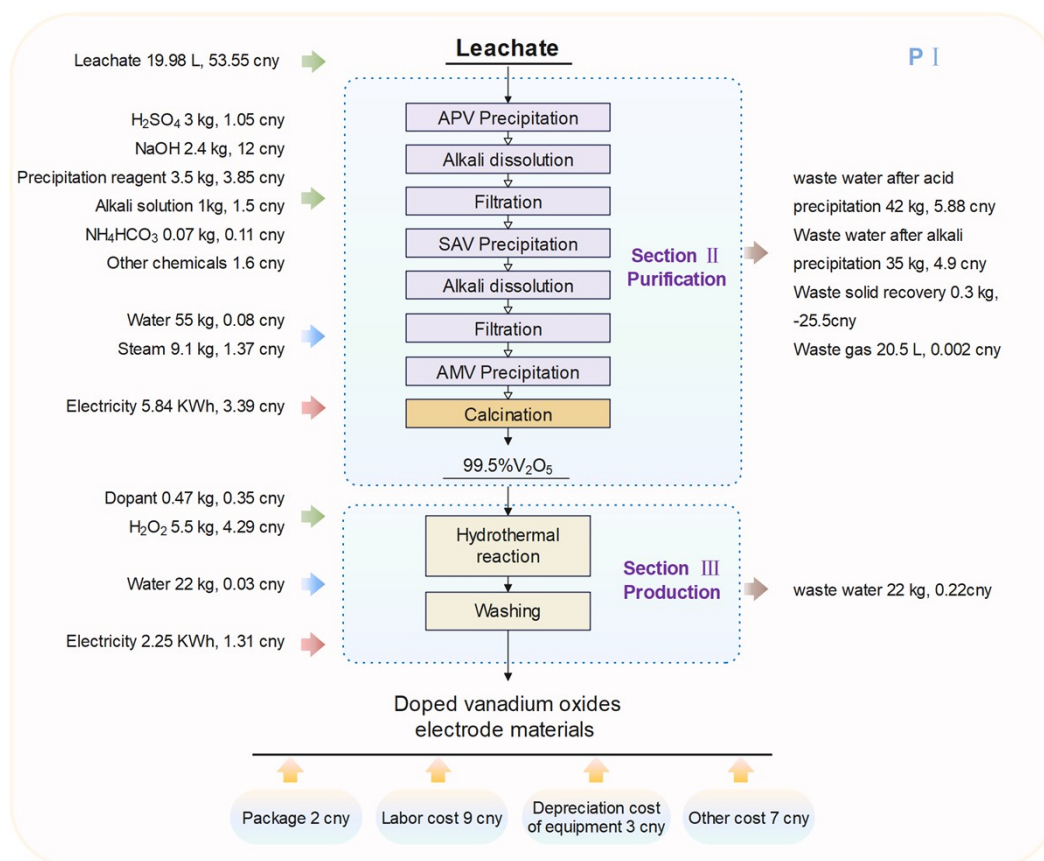 Leachate
P Ⅰ
Leachate 19.98 L, 53.55 cny
H₂SO₄ 3 kg, 1.05 cny
NaOH 2.4 kg, 12 cny
Precipitation reagent 3.5 kg, 3.85 cny
Alkali solution 1kg, 1.5 cny
NH₄HCO₃ 0.07 kg, 0.11 cny
Other chemicals 1.6 cny
Water 55 kg, 0.08 cny
Steam 9.1 kg, 1.37 cny
Electricity 5.84 KWh, 3.39 cny
APV Precipitation
Alkali dissolution
Filtration
SAV Precipitation
Alkali dissolution
Filtration
AMV Precipitation
Calcination
99.5%V₂O₅
Section Ⅱ
Purification
waste water after acid
precipitation 42 kg, 5.88 cny
Waste water after alkali
precipitation 35 kg, 4.9 cny
Waste solid recovery 0.3 kg,
-25.5cny
Waste gas 20.5 L, 0.002 cny
Dopant 0.47 kg, 0.35 cny
H₂O₂ 5.5 kg, 4.29 cny
Water 22 kg, 0.03 cny
Electricity 2.25 KWh, 1.31 cny
Hydrothermal
reaction
Washing
Section Ⅲ
Production
waste water 22 kg, 0.22cny
Doped vanadium oxides
electrode materials
Package 2 cny
Labor cost 9 cny
Depreciation cost
of equipment 3 cny
Other cost 7 cny